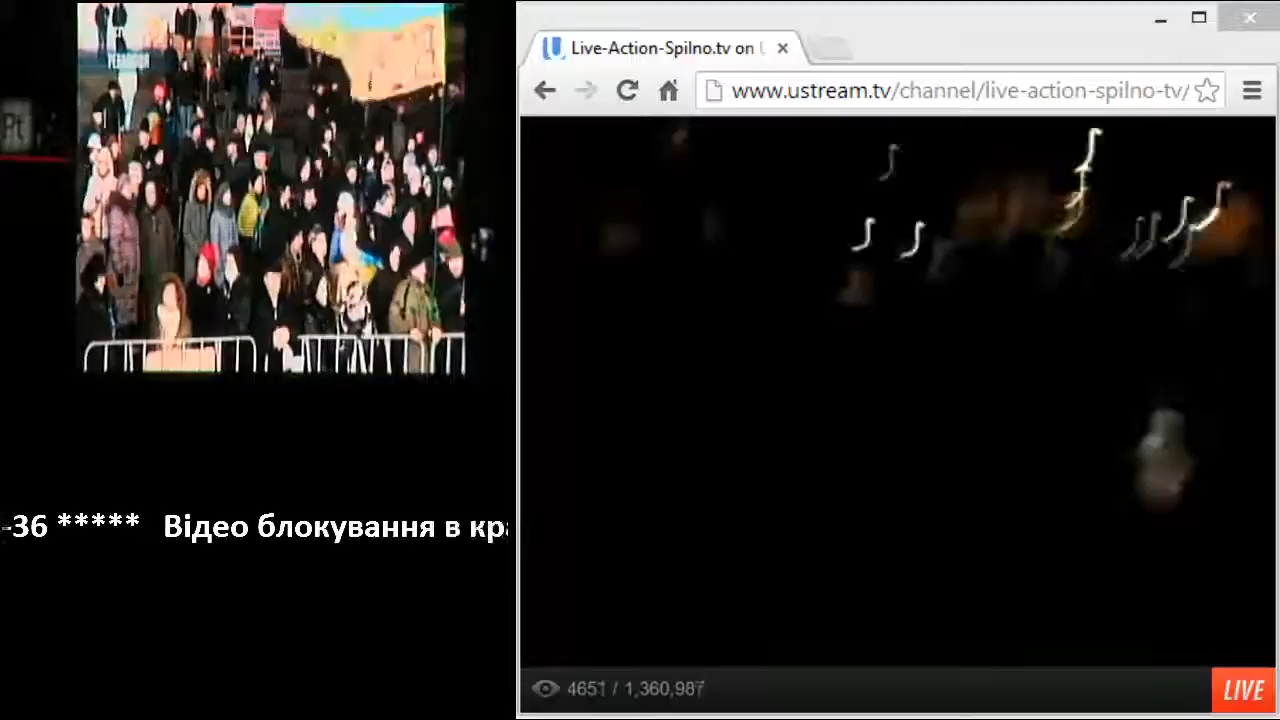 Pt
Live-Action-Spilno.tv on
www.ustream.tv/channel/live-action-spilno-tv/
-36 ***** Відео блокування в кра
/ 1,360,987
LIVE